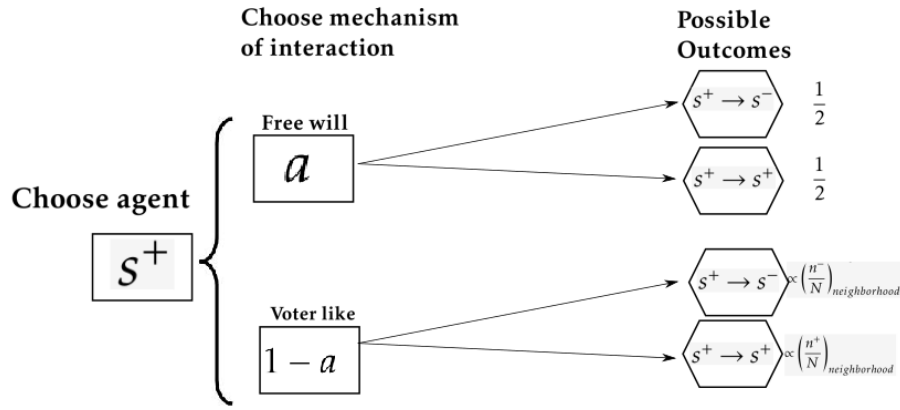 Choose mechanism
of interaction
Possible
Outcomes
Choose agent
s⁺
Free will
a
s⁺ → s⁻
1/2
s⁺ → s⁺
1/2
Voter like
1 − a
s⁺ → s⁻ ∝(n⁻/N)neighborhood
s⁺ → s⁺ ∝(n⁺/N)neighborhood